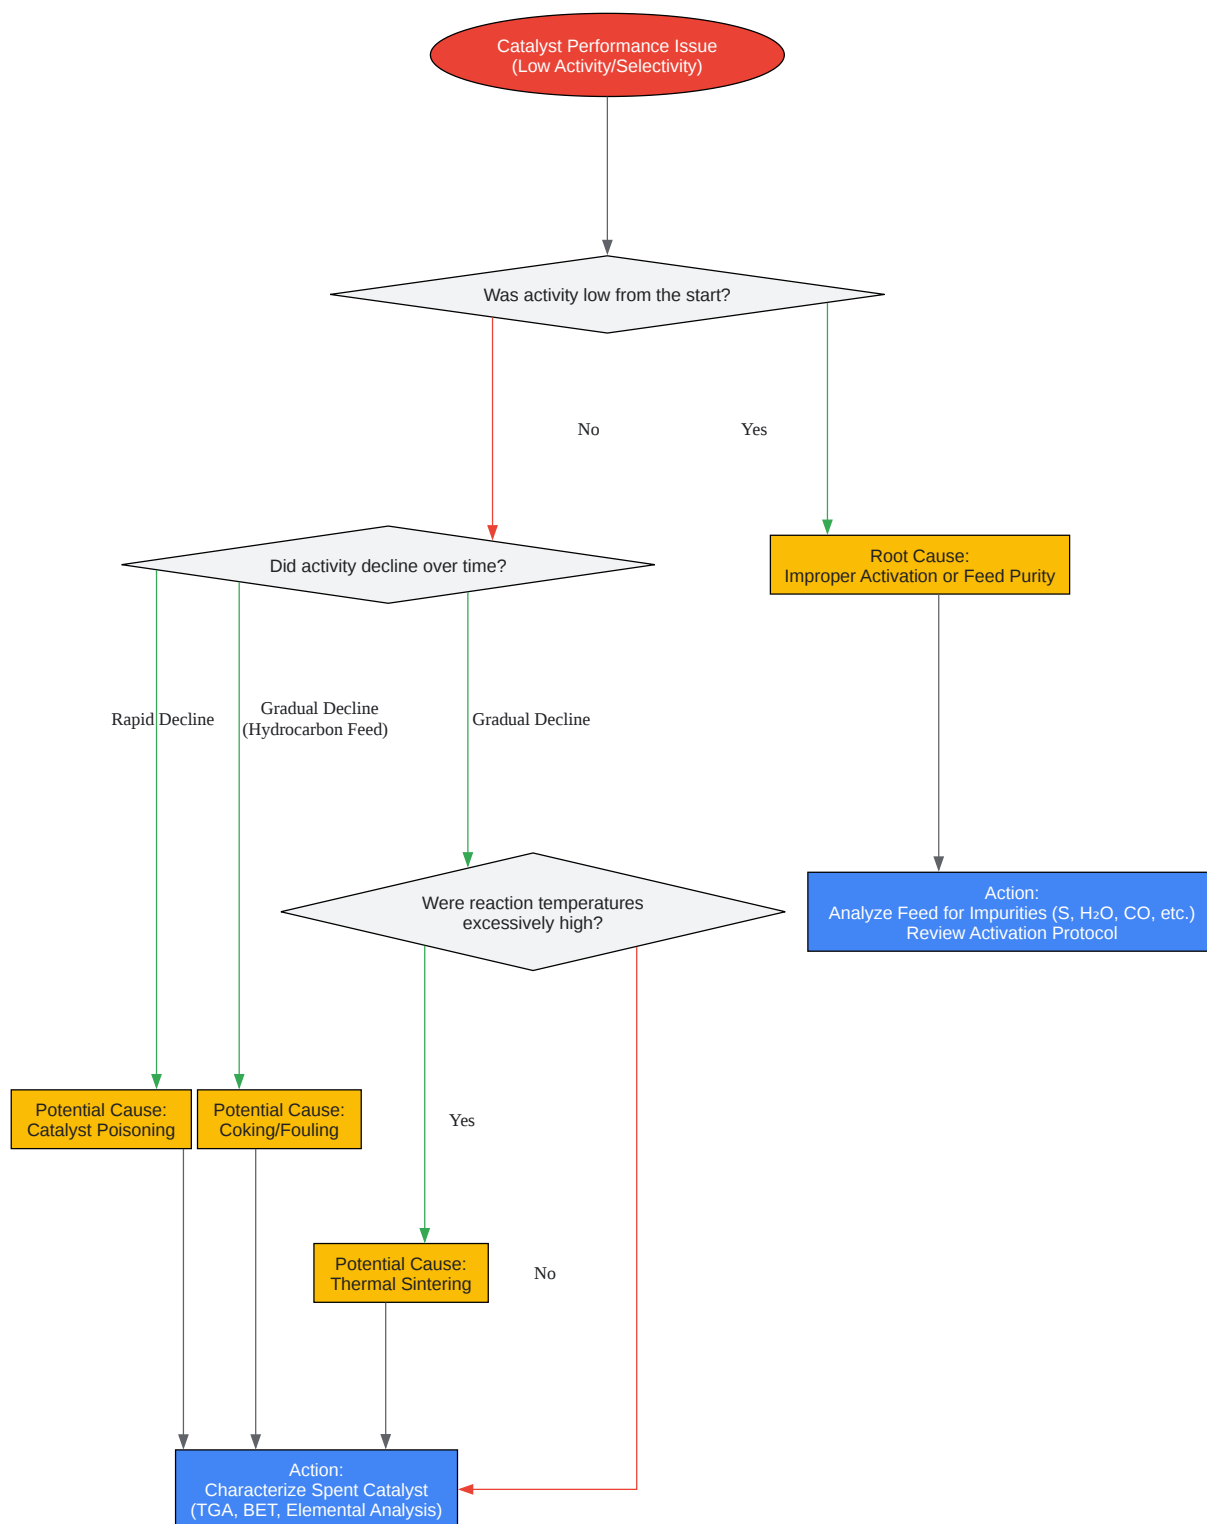 Catalyst Performance Issue
(Low Activity/Selectivity)
Was activity low from the start?
No
Yes
Did activity decline over time?
Root Cause:
Improper Activation or Feed Purity
Rapid Decline
Gradual Decline
(Hydrocarbon Feed)
Gradual Decline
Were reaction temperatures
excessively high?
Action:
Analyze Feed for Impurities (S, H₂O, CO, etc.)
Review Activation Protocol
Potential Cause:
Catalyst Poisoning
Potential Cause:
Coking/Fouling
Yes
Potential Cause:
Thermal Sintering
No
Action:
Characterize Spent Catalyst
(TGA, BET, Elemental Analysis)